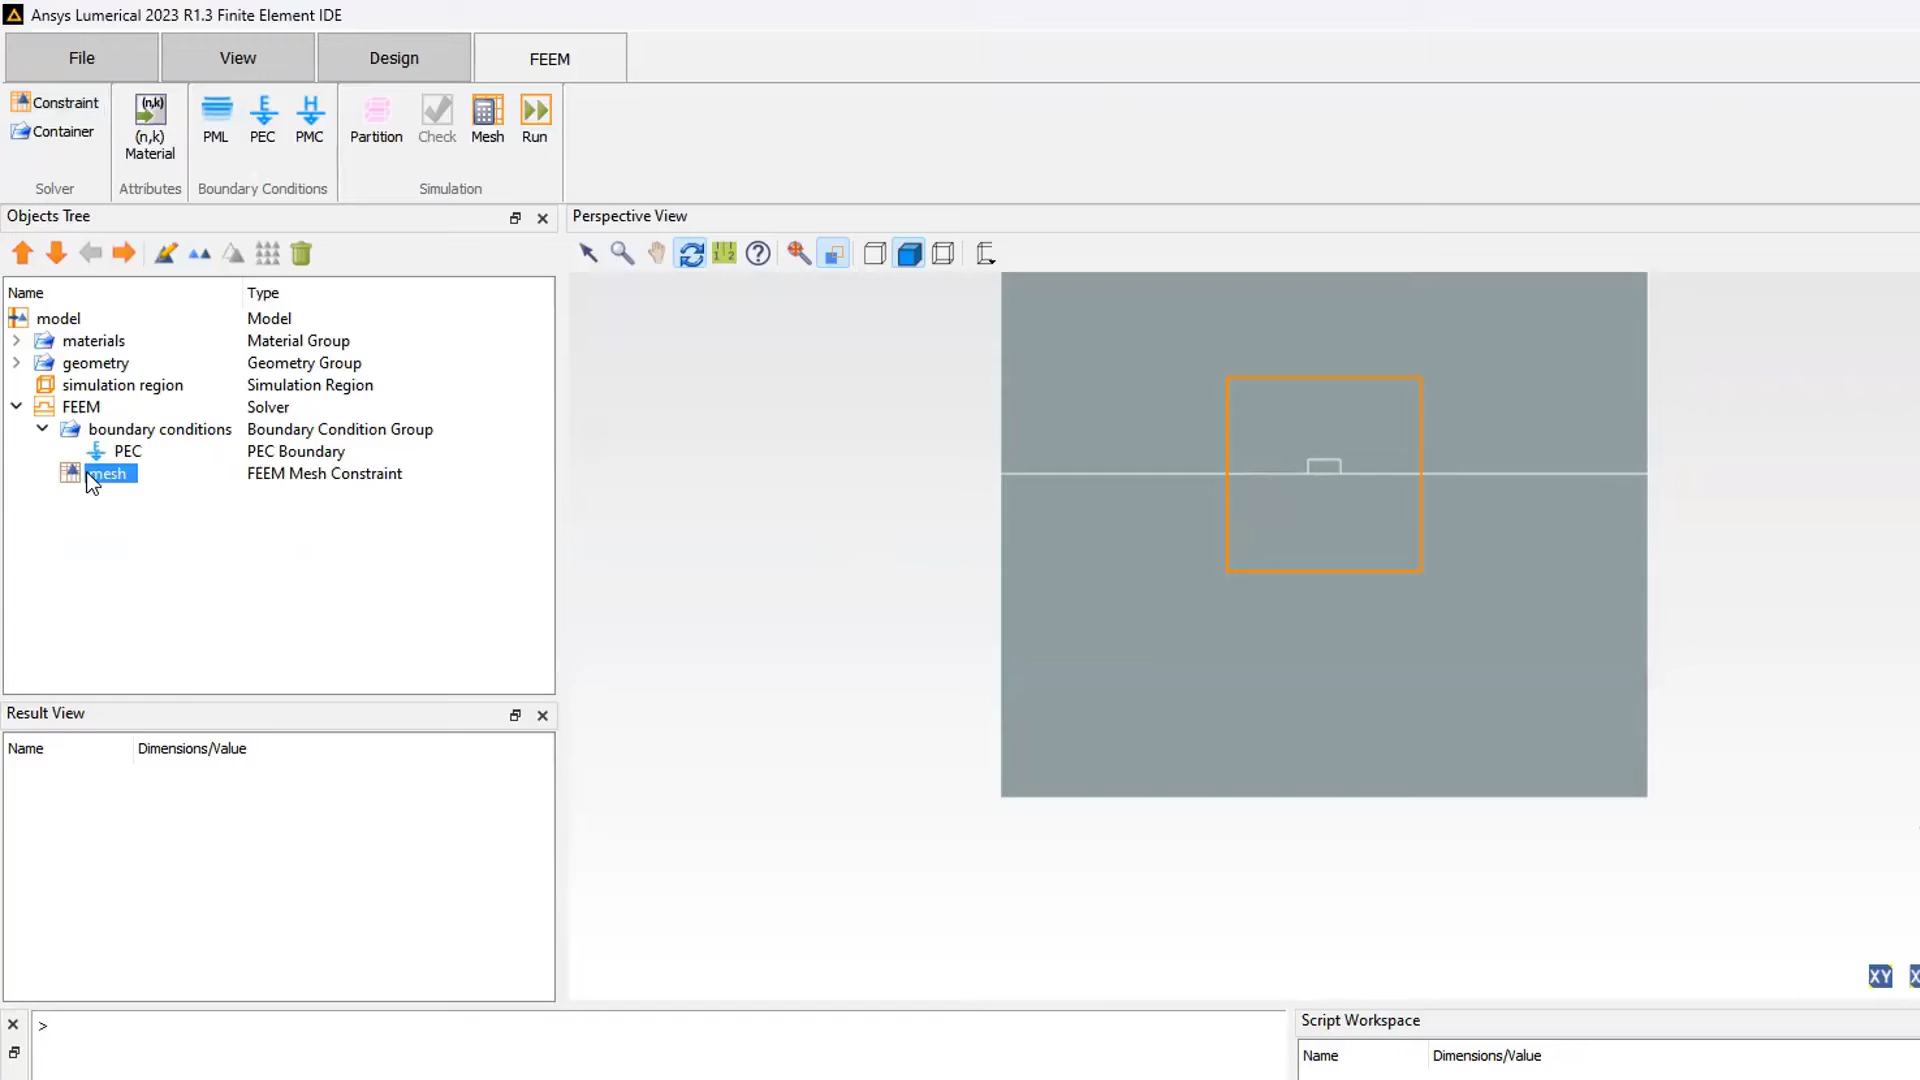 Ansys Lumerical 2023 R1.3 Finite Element IDE
File View Design FEEM
Constraint
Container
(n,k)
(n,k)
Material
PML PEC PMC
E H
Partition Check Mesh Run
Solver Attributes Boundary Conditions Simulation
Objects Tree
Perspective View
Name Type
model Model
materials Material Group
geometry Geometry Group
simulation region Simulation Region
FEEM Solver
boundary conditions Boundary Condition Group
E PEC PEC Boundary
mesh FEEM Mesh Constraint
Result View
Name Dimensions/Value
XY X
>
Script Workspace
Name Dimensions/Value